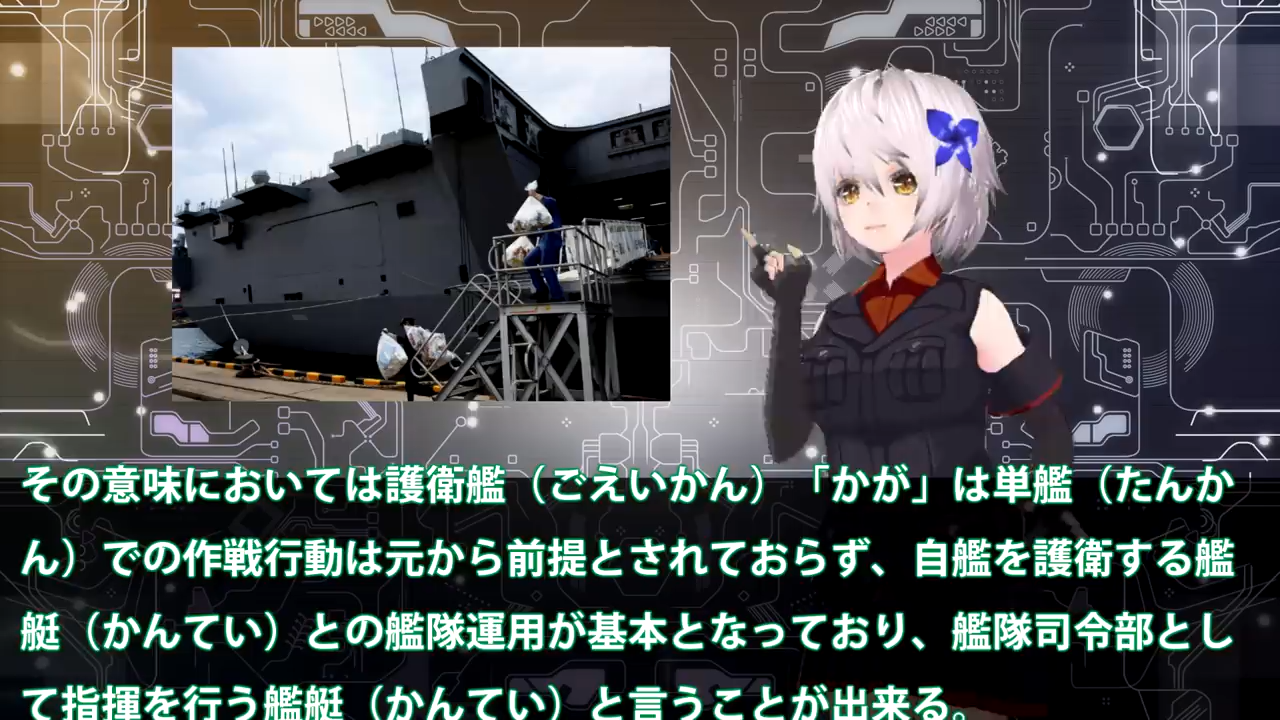 その意味においては護衛艦（ごえいかん）「かが」は単艦（たんか
ん）での作戦行動は元から前提とされておらず、自艦を護衛する艦
艇（かんてい）との艦隊運用が基本となっており、艦隊司令部とし
て指揮を行う艦艇（かんてい）と言うことが出来る。